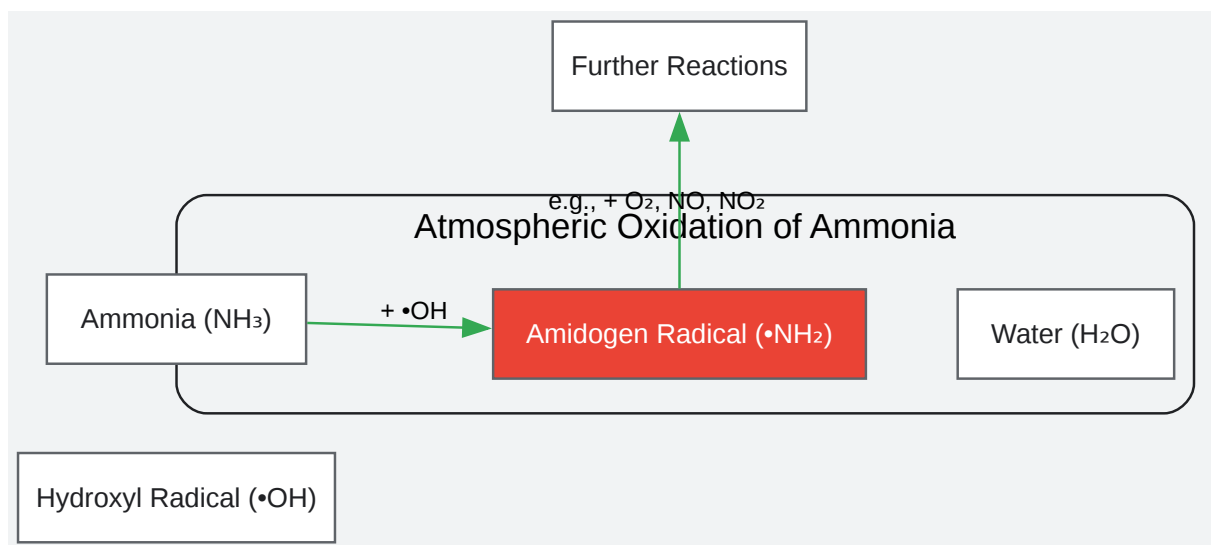 Further Reactions
e.g., + O₂, NO, NO₂
Atmospheric Oxidation of Ammonia
Ammonia (NH₃)
+ •OH
Amidogen Radical (•NH₂)
Water (H₂O)
Hydroxyl Radical (•OH)